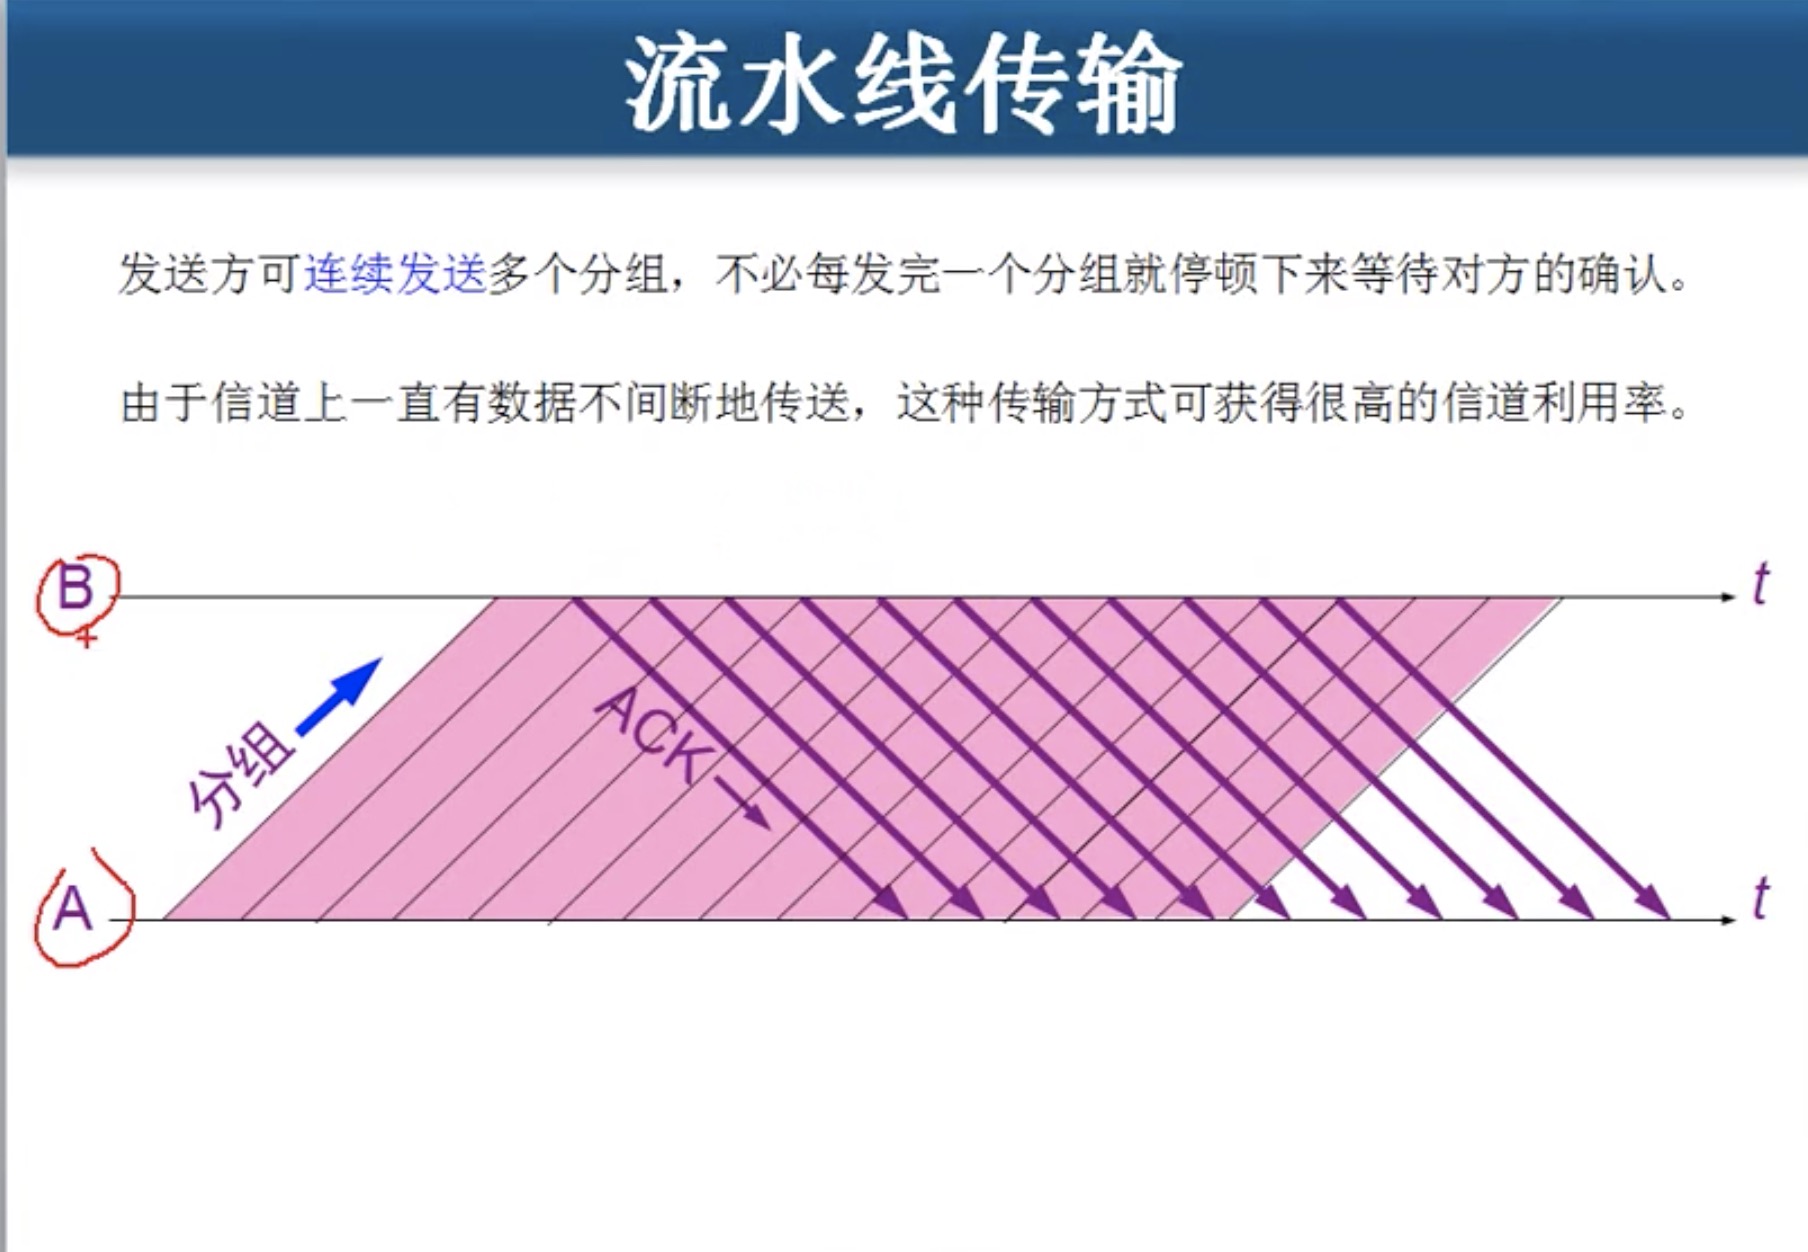 流水线传输
发送方可连续发送多个分组，不必每发完一个分组就停顿下来等待对方的确认。
由于信道上一直有数据不间断地传送，这种传输方式可获得很高的信道利用率。
B
t
分组
ACK
A
t